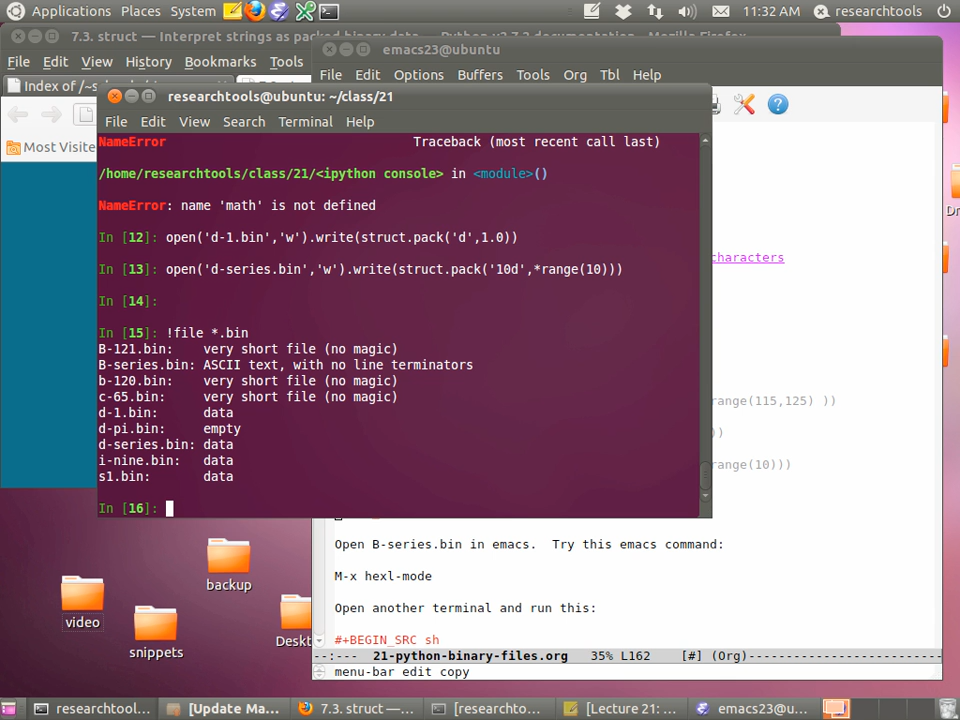 Applications Places System 11:32 AM researchtools
7.3. struct — Interpret strings as packed binary data — Python v2.7.2 documentation - Mozilla Firefox
File Edit View History Bookmarks Tools
emacs23@ubuntu
File Edit Options Buffers Tools Org Tbl Help
Index of /~s
Most Visite
researchtools@ubuntu: ~/class/21
File Edit View Search Terminal Help
NameError Traceback (most recent call last)
/home/researchtools/class/21/<ipython console> in <module>()
NameError: name 'math' is not defined
In [12]: open('d-1.bin','w').write(struct.pack('d',1.0))
In [13]: open('d-series.bin','w').write(struct.pack('10d',*range(10)))
In [14]:
In [15]: !file *.bin
B-121.bin: very short file (no magic)
B-series.bin: ASCII text, with no line terminators
b-120.bin: very short file (no magic)
c-65.bin: very short file (no magic)
d-1.bin: data
d-pi.bin: empty
d-series.bin: data
i-nine.bin: data
s1.bin: data
In [16]:
characters
range(115,125) ))
))
range(10)))
Open B-series.bin in emacs. Try this emacs command:
M-x hexl-mode
Open another terminal and run this:
#+BEGIN_SRC sh
--:--- 21-python-binary-files.org 35% L162 [#] (Org)------------------------
menu-bar edit copy
backup
video
snippets
Deskt
Dr
researchtool... [Update Ma... 7.3. struct —... [researchto... [Lecture 21: ... emacs23@u...